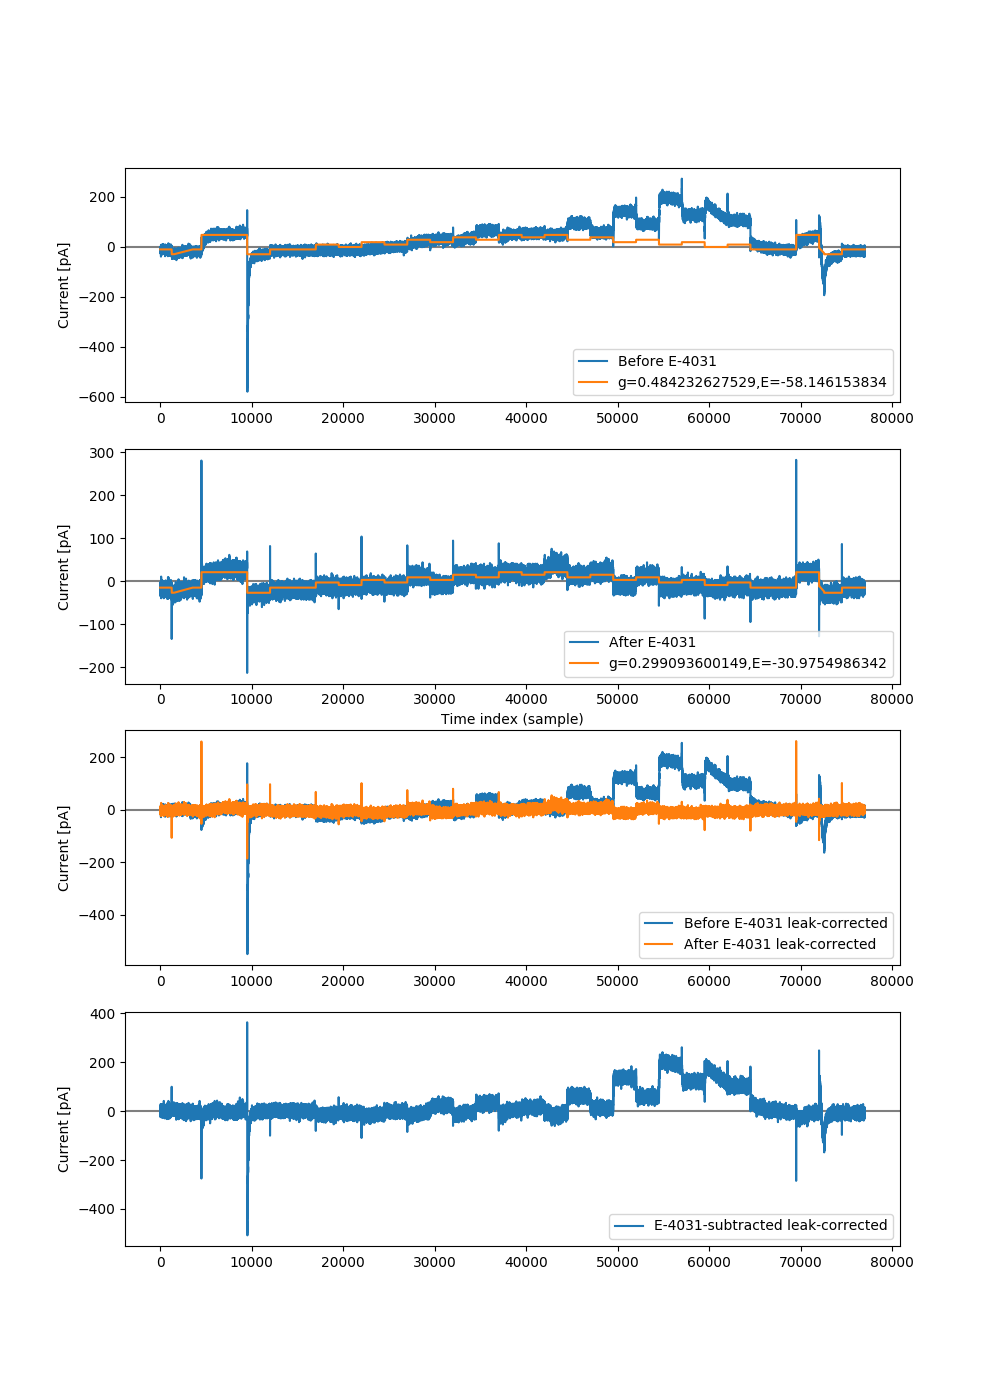 200
0
−200
−400
−600
Current [pA]
Before E-4031
g=0.484232627529,E=-58.146153834
0 10000 20000 30000 40000 50000 60000 70000 80000
300
200
100
0
−100
−200
Current [pA]
After E-4031
g=0.299093600149,E=-30.9754986342
0 10000 20000 30000 40000 50000 60000 70000 80000
Time index (sample)
200
0
−200
−400
Current [pA]
Before E-4031 leak-corrected
After E-4031 leak-corrected
0 10000 20000 30000 40000 50000 60000 70000 80000
400
200
0
−200
−400
Current [pA]
E-4031-subtracted leak-corrected
0 10000 20000 30000 40000 50000 60000 70000 80000